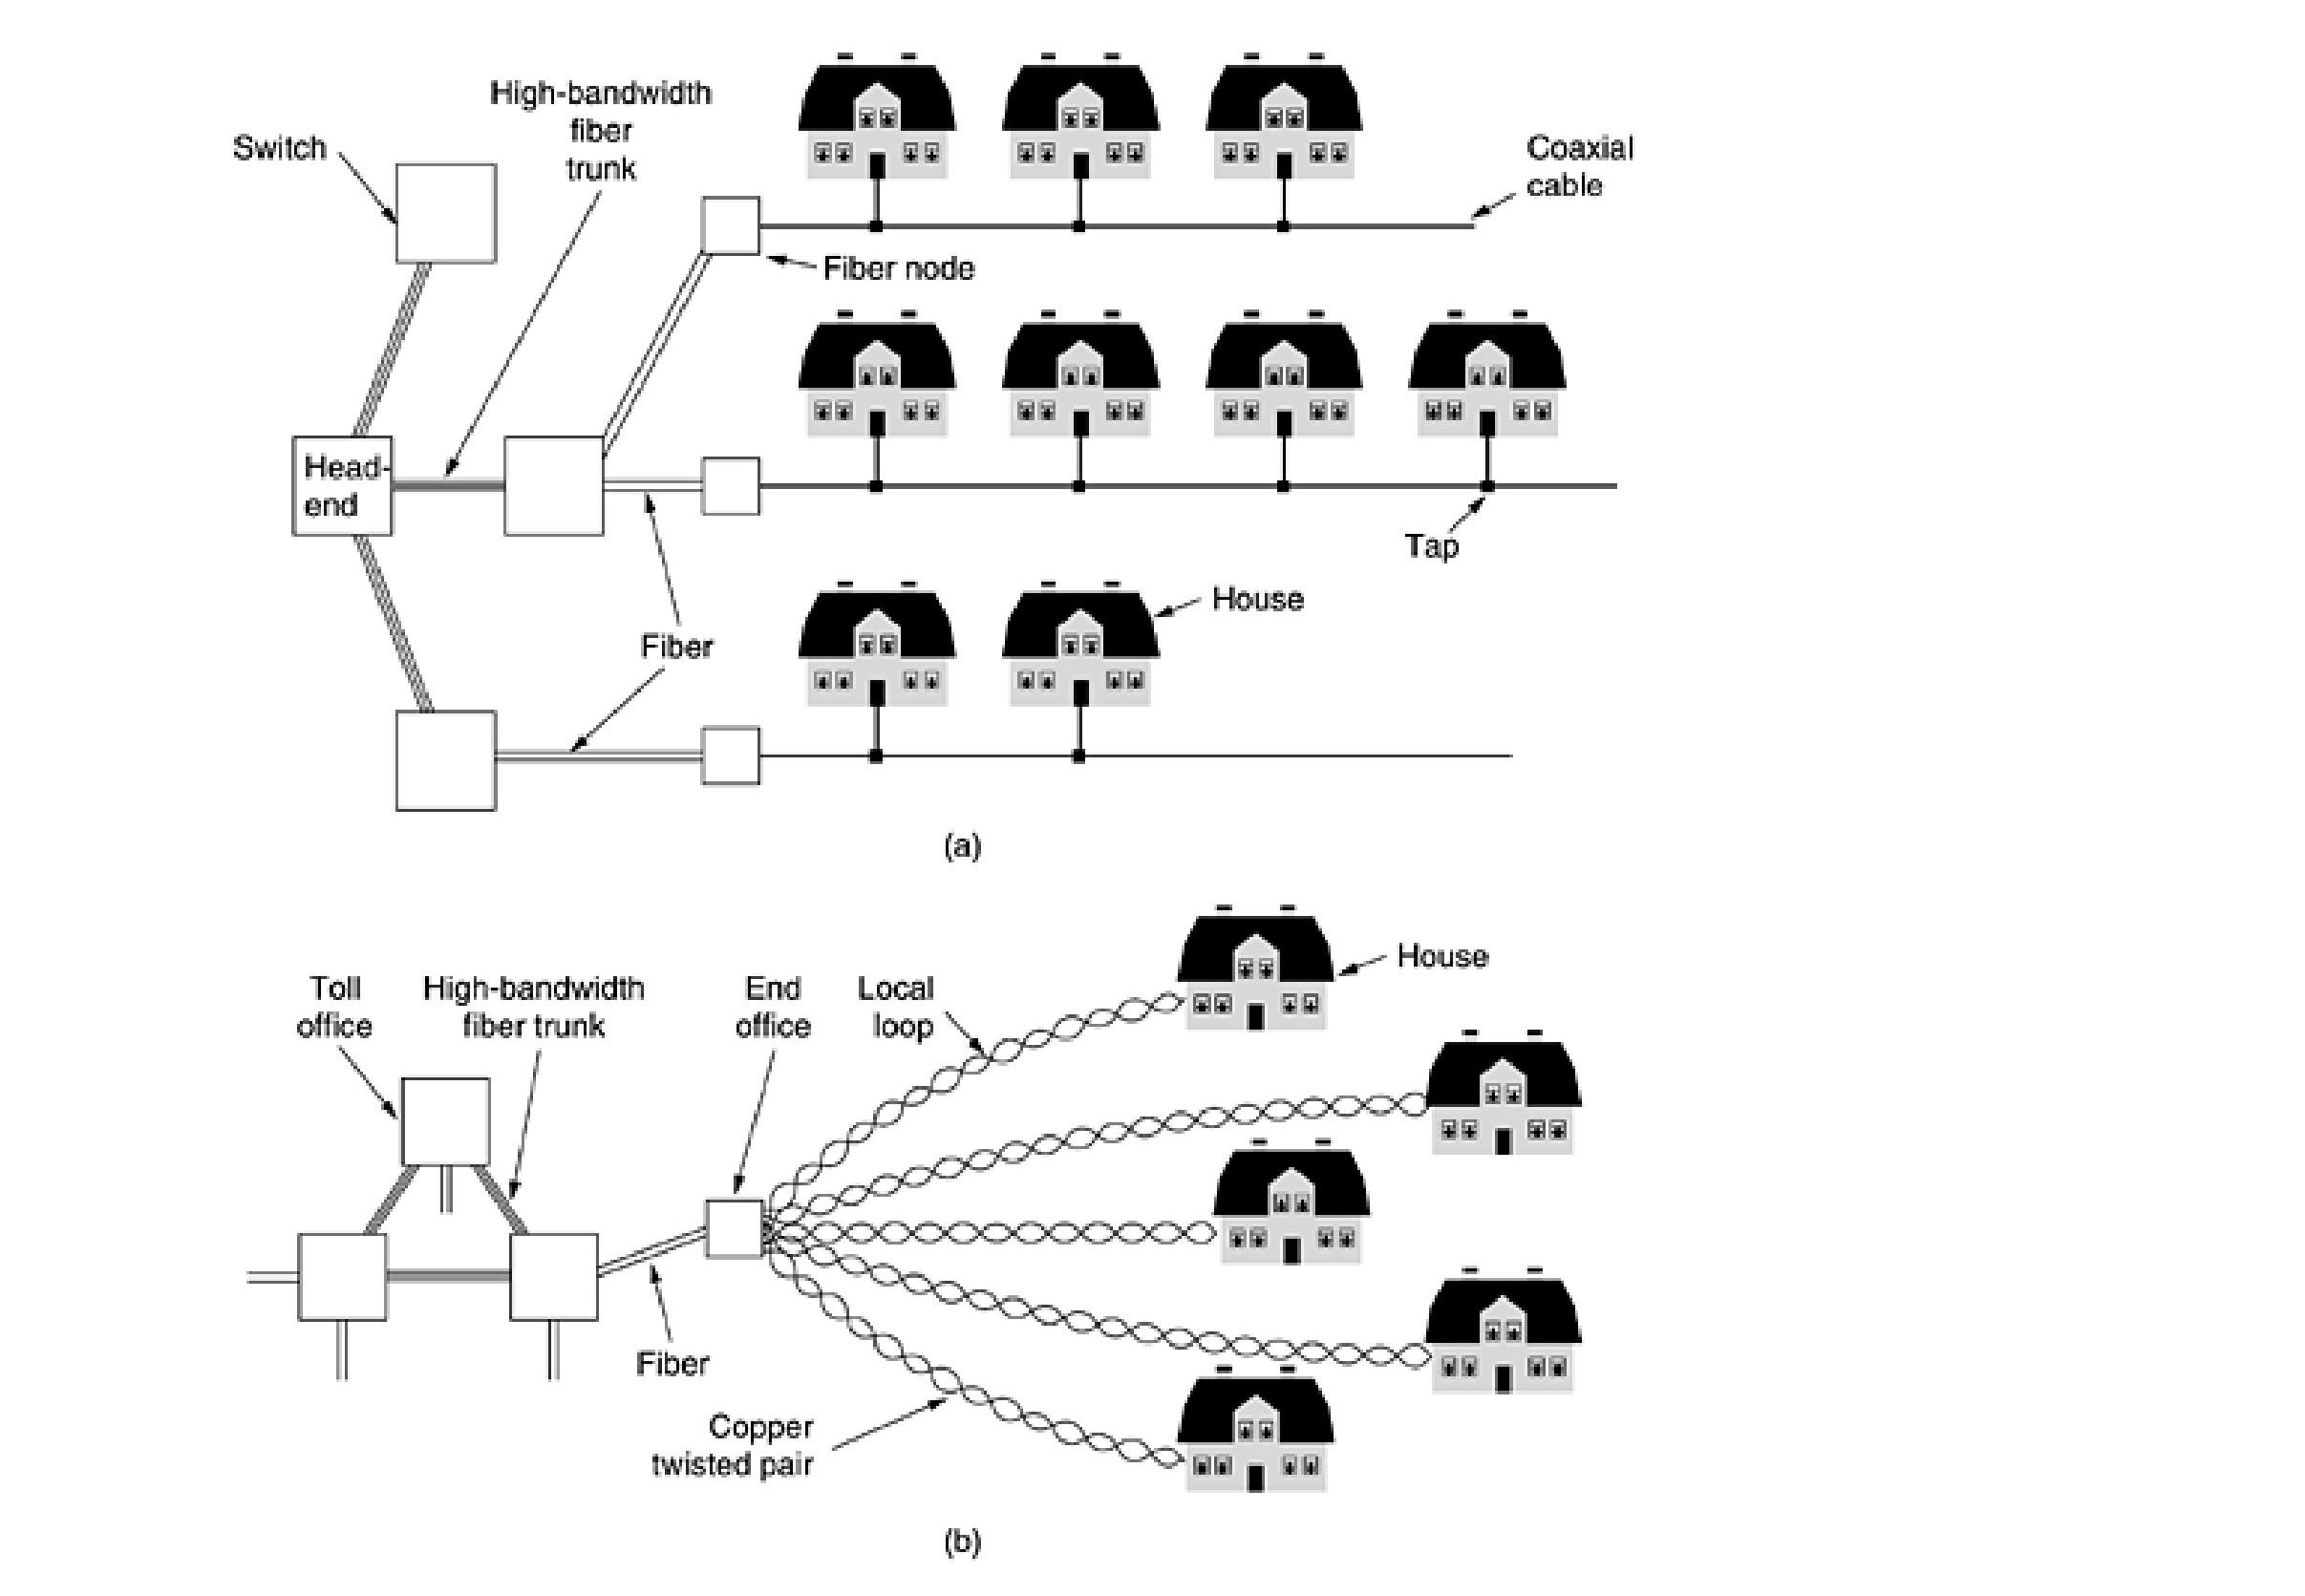 High-bandwidth
fiber
trunk
Switch
Coaxial
cable
Fiber node
Head-
end
Tap
House
Fiber
(a)
House
Toll
office
High-bandwidth
fiber trunk
End
office
Local
loop
Fiber
Copper
twisted pair
(b)